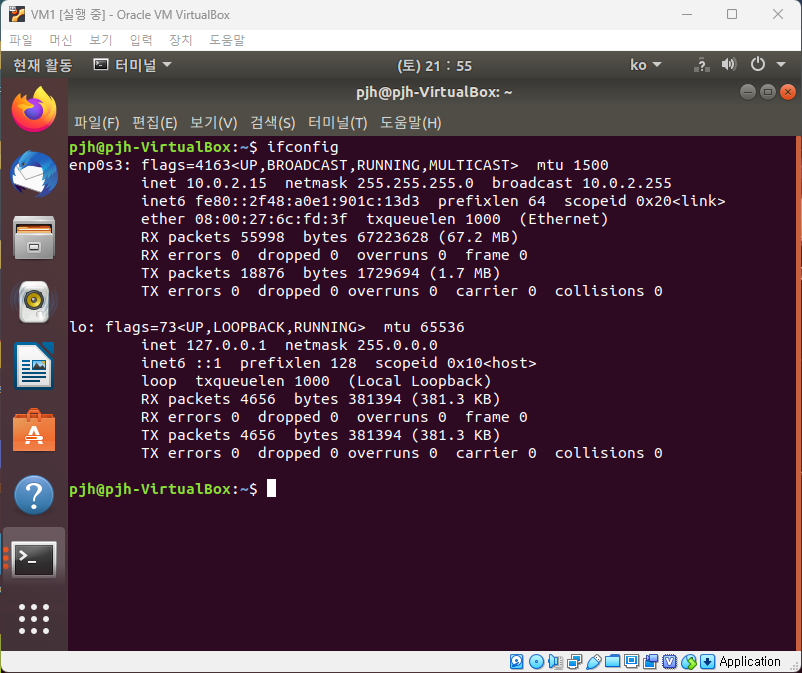 VM1 [실행 중] - Oracle VM VirtualBox
파일 머신 보기 입력 장치 도움말
현재 활동 터미널 (토) 21 : 55 ko
pjh@pjh-VirtualBox: ~
파일(F) 편집(E) 보기(V) 검색(S) 터미널(T) 도움말(H)
pjh@pjh-VirtualBox:~$ ifconfig
enp0s3: flags=4163<UP,BROADCAST,RUNNING,MULTICAST>  mtu 1500
        inet 10.0.2.15  netmask 255.255.255.0  broadcast 10.0.2.255
        inet6 fe80::2f48:a0e1:901c:13d3  prefixlen 64  scopeid 0x20<link>
        ether 08:00:27:6c:fd:3f  txqueuelen 1000  (Ethernet)
        RX packets 55998  bytes 67223628 (67.2 MB)
        RX errors 0  dropped 0  overruns 0  frame 0
        TX packets 18876  bytes 1729694 (1.7 MB)
        TX errors 0  dropped 0 overruns 0  carrier 0  collisions 0
lo: flags=73<UP,LOOPBACK,RUNNING>  mtu 65536
        inet 127.0.0.1  netmask 255.0.0.0
        inet6 ::1  prefixlen 128  scopeid 0x10<host>
        loop  txqueuelen 1000  (Local Loopback)
        RX packets 4656  bytes 381394 (381.3 KB)
        RX errors 0  dropped 0  overruns 0  frame 0
        TX packets 4656  bytes 381394 (381.3 KB)
        TX errors 0  dropped 0 overruns 0  carrier 0  collisions 0
pjh@pjh-VirtualBox:~$
Application